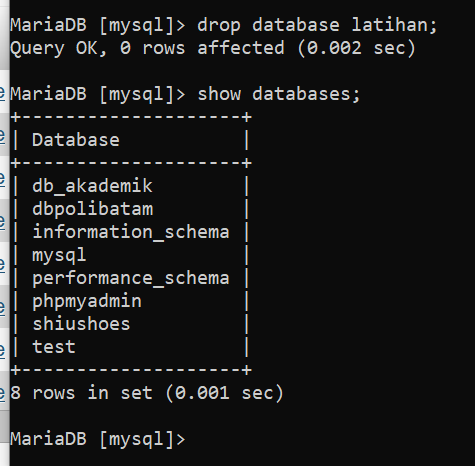 MariaDB [mysql]> drop database latihan;
Query OK, 0 rows affected (0.002 sec)
MariaDB [mysql]> show databases;
+--------------------+
| Database           |
+--------------------+
| db_akademik        |
| dbpolibatam        |
| information_schema |
| mysql              |
| performance_schema |
| phpmyadmin         |
| shiushoes          |
| test               |
+--------------------+
8 rows in set (0.001 sec)
MariaDB [mysql]>